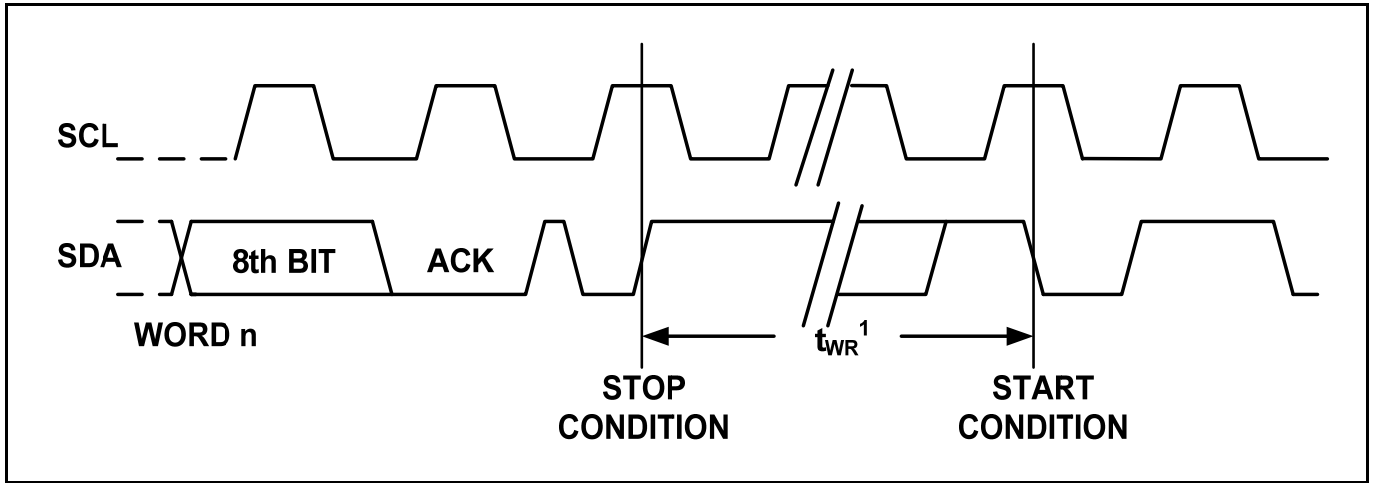 SCL
SDA
8th BIT
ACK
WORD n
tWR1
STOP
CONDITION
START
CONDITION